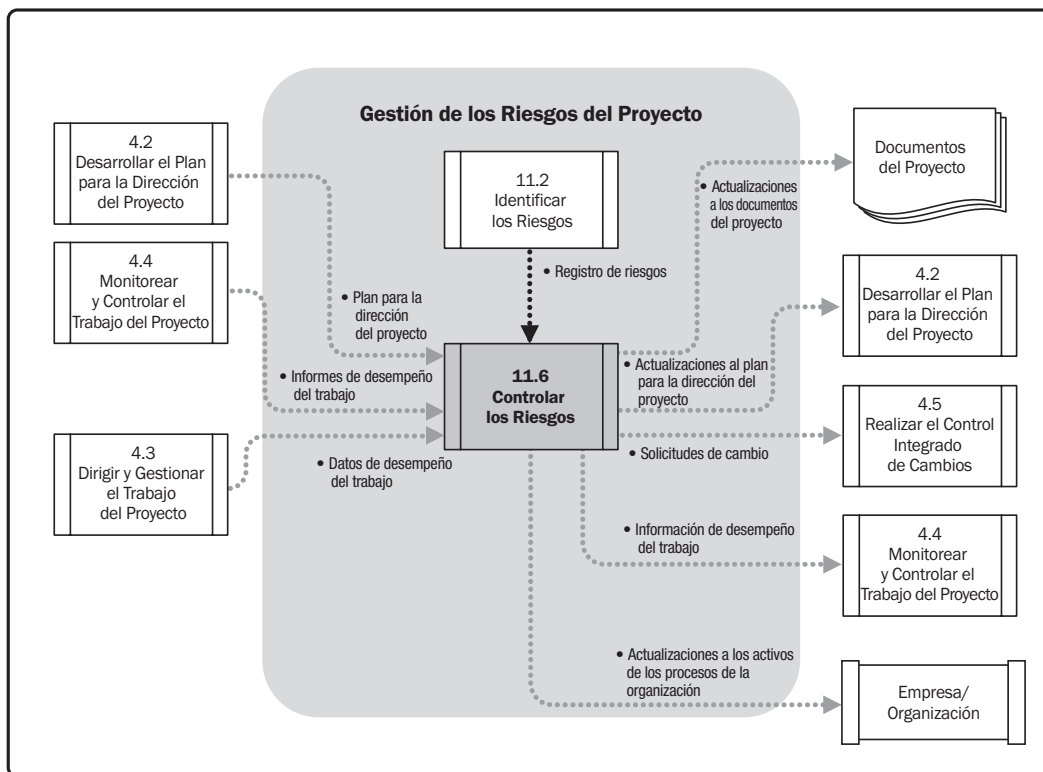 Gestión de los Riesgos del Proyecto
4.2
Desarrollar el Plan
para la Dirección
del Proyecto
4.4
Monitorear
y Controlar el
Trabajo del Proyecto
4.3
Dirigir y Gestionar
el Trabajo
del Proyecto
11.2
Identificar
los Riesgos
• Registro de riesgos
• Plan para la
dirección
del proyecto
• Informes de desempeño
del trabajo
• Datos de desempeño
del trabajo
11.6
Controlar
los Riesgos
• Actualizaciones
a los documentos
del proyecto
• Actualizaciones al plan
para la dirección del
proyecto
• Solicitudes de cambio
• Información de desempeño
del trabajo
• Actualizaciones a los activos
de los procesos de la
organización
Documentos
del Proyecto
4.2
Desarrollar el Plan
para la Dirección
del Proyecto
4.5
Realizar el Control
Integrado
de Cambios
4.4
Monitorear
y Controlar el
Trabajo del Proyecto
Empresa/
Organización